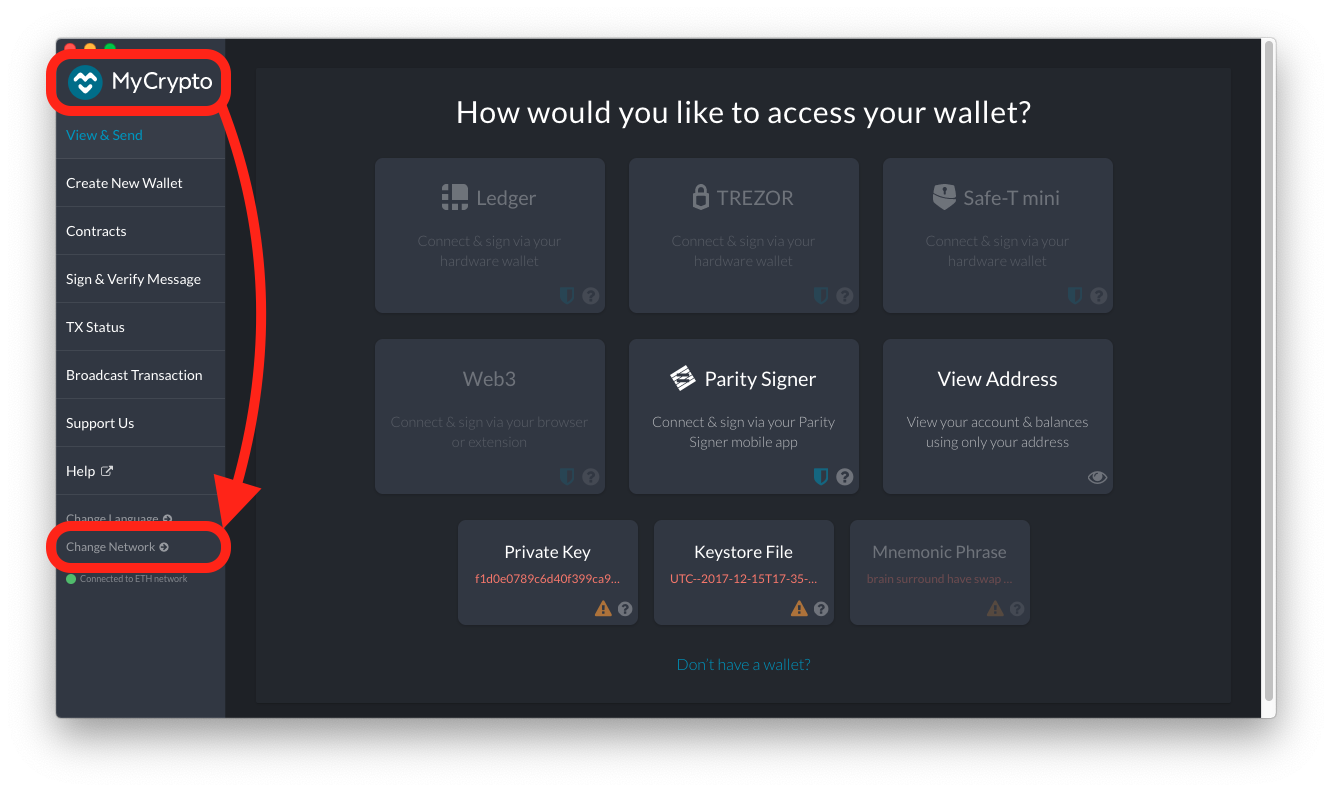 MyCrypto
View & Send
Create New Wallet
Contracts
Sign & Verify Message
TX Status
Broadcast Transaction
Support Us
Help
Change Language
Change Network
Connected to ETH network
How would you like to access your wallet?
Ledger
Connect & sign via your
hardware wallet
TREZOR
Connect & sign via your
hardware wallet
Safe-T mini
Connect & sign via your
hardware wallet
Web3
Connect & sign via your browser
or extension
Parity Signer
Connect & sign via your Parity
Signer mobile app
View Address
View your account & balances
using only your address
Private Key
f1d0e0789c6d40f399ca9...
Keystore File
UTC--2017-12-15T17-35-...
Mnemonic Phrase
brain surround have swap ...
Don't have a wallet?